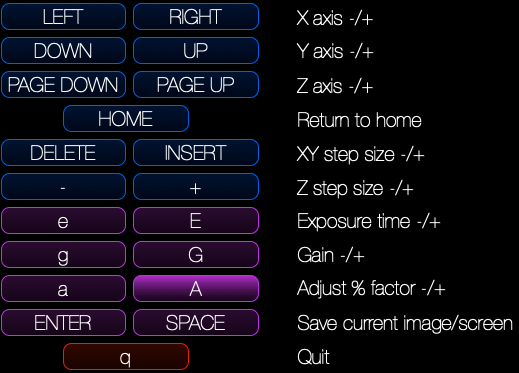 LEFT RIGHT X axis -/+
DOWN UP Y axis -/+
PAGE DOWN PAGE UP Z axis -/+
HOME Return to home
DELETE INSERT XY step size -/+
- + Z step size -/+
e E Exposure time -/+
g G Gain -/+
a A Adjust % factor -/+
ENTER SPACE Save current image/screen
q Quit